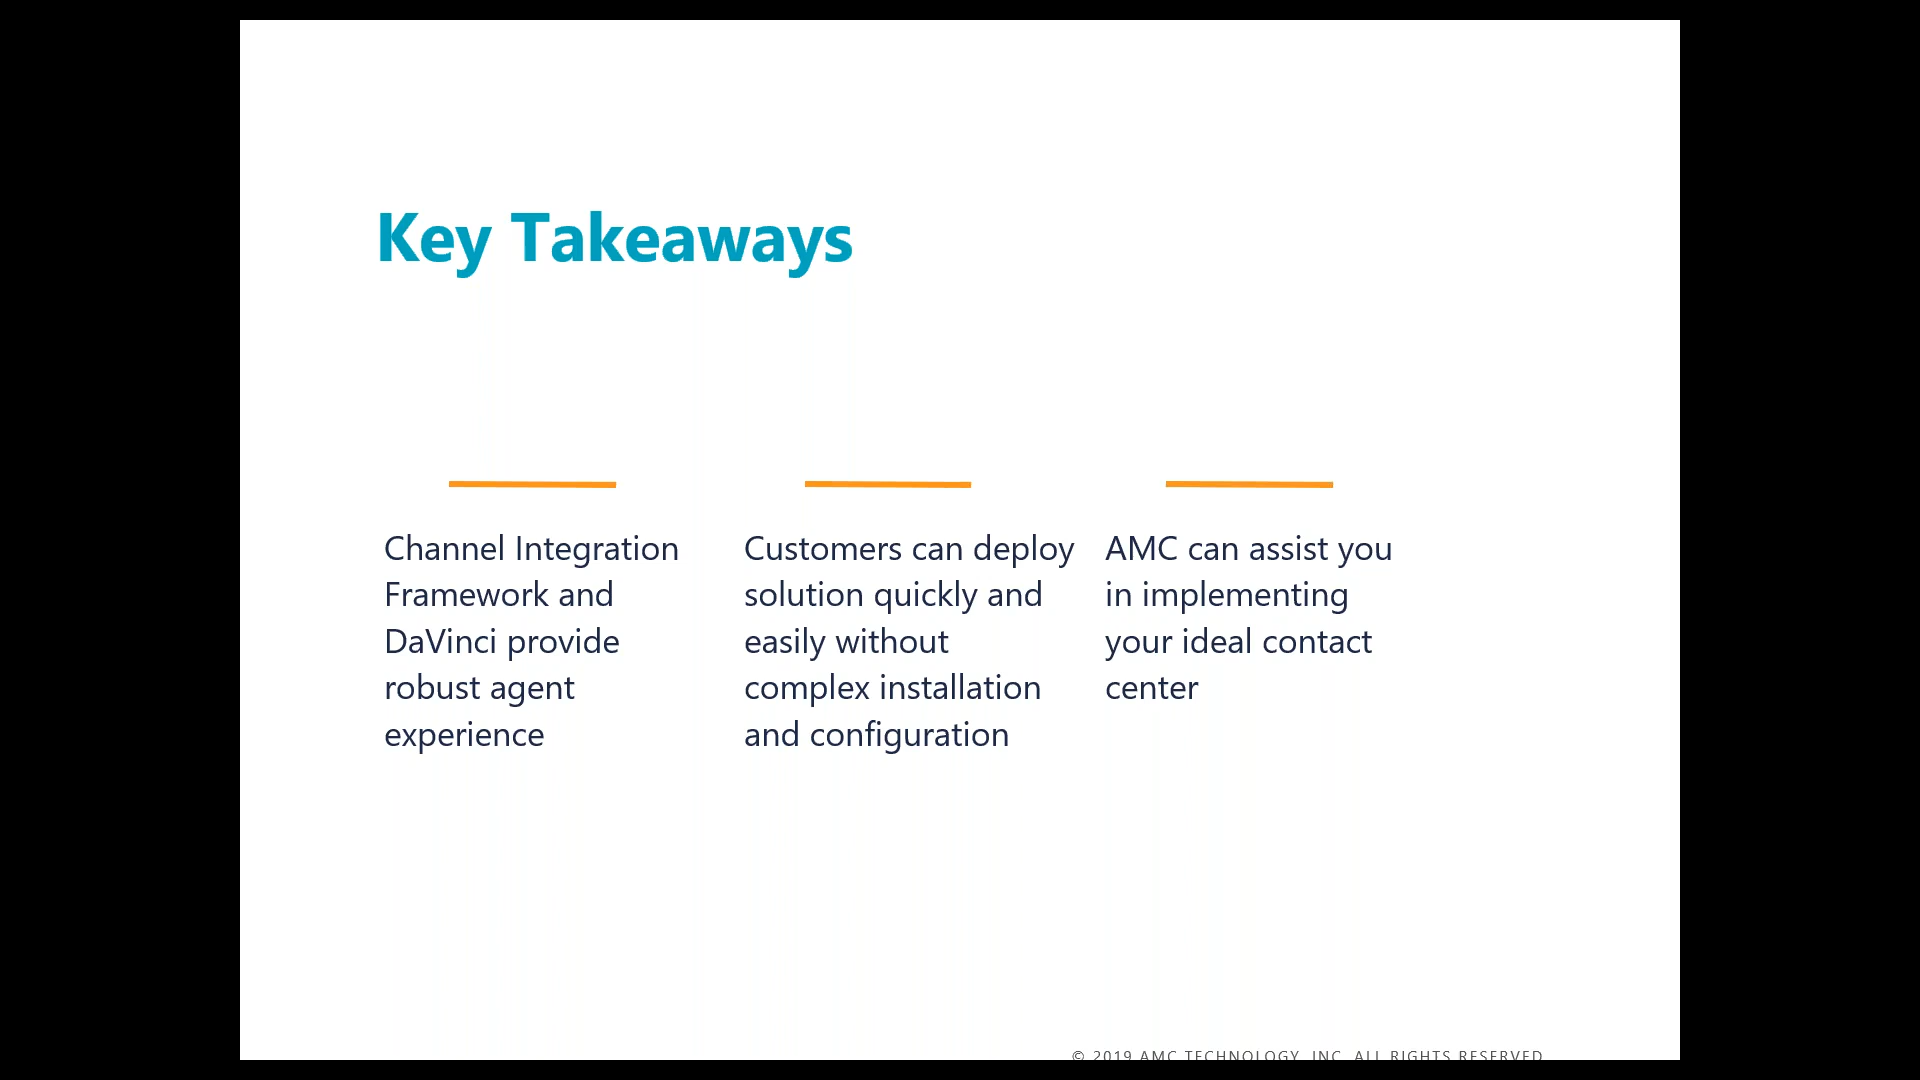 Key Takeaways
Channel Integration
Framework and
DaVinci provide
robust agent
experience
Customers can deploy
solution quickly and
easily without
complex installation
and configuration
AMC can assist you
in implementing
your ideal contact
center
© 2019 AMC TECHNOLOGY, INC. ALL RIGHTS RESERVED